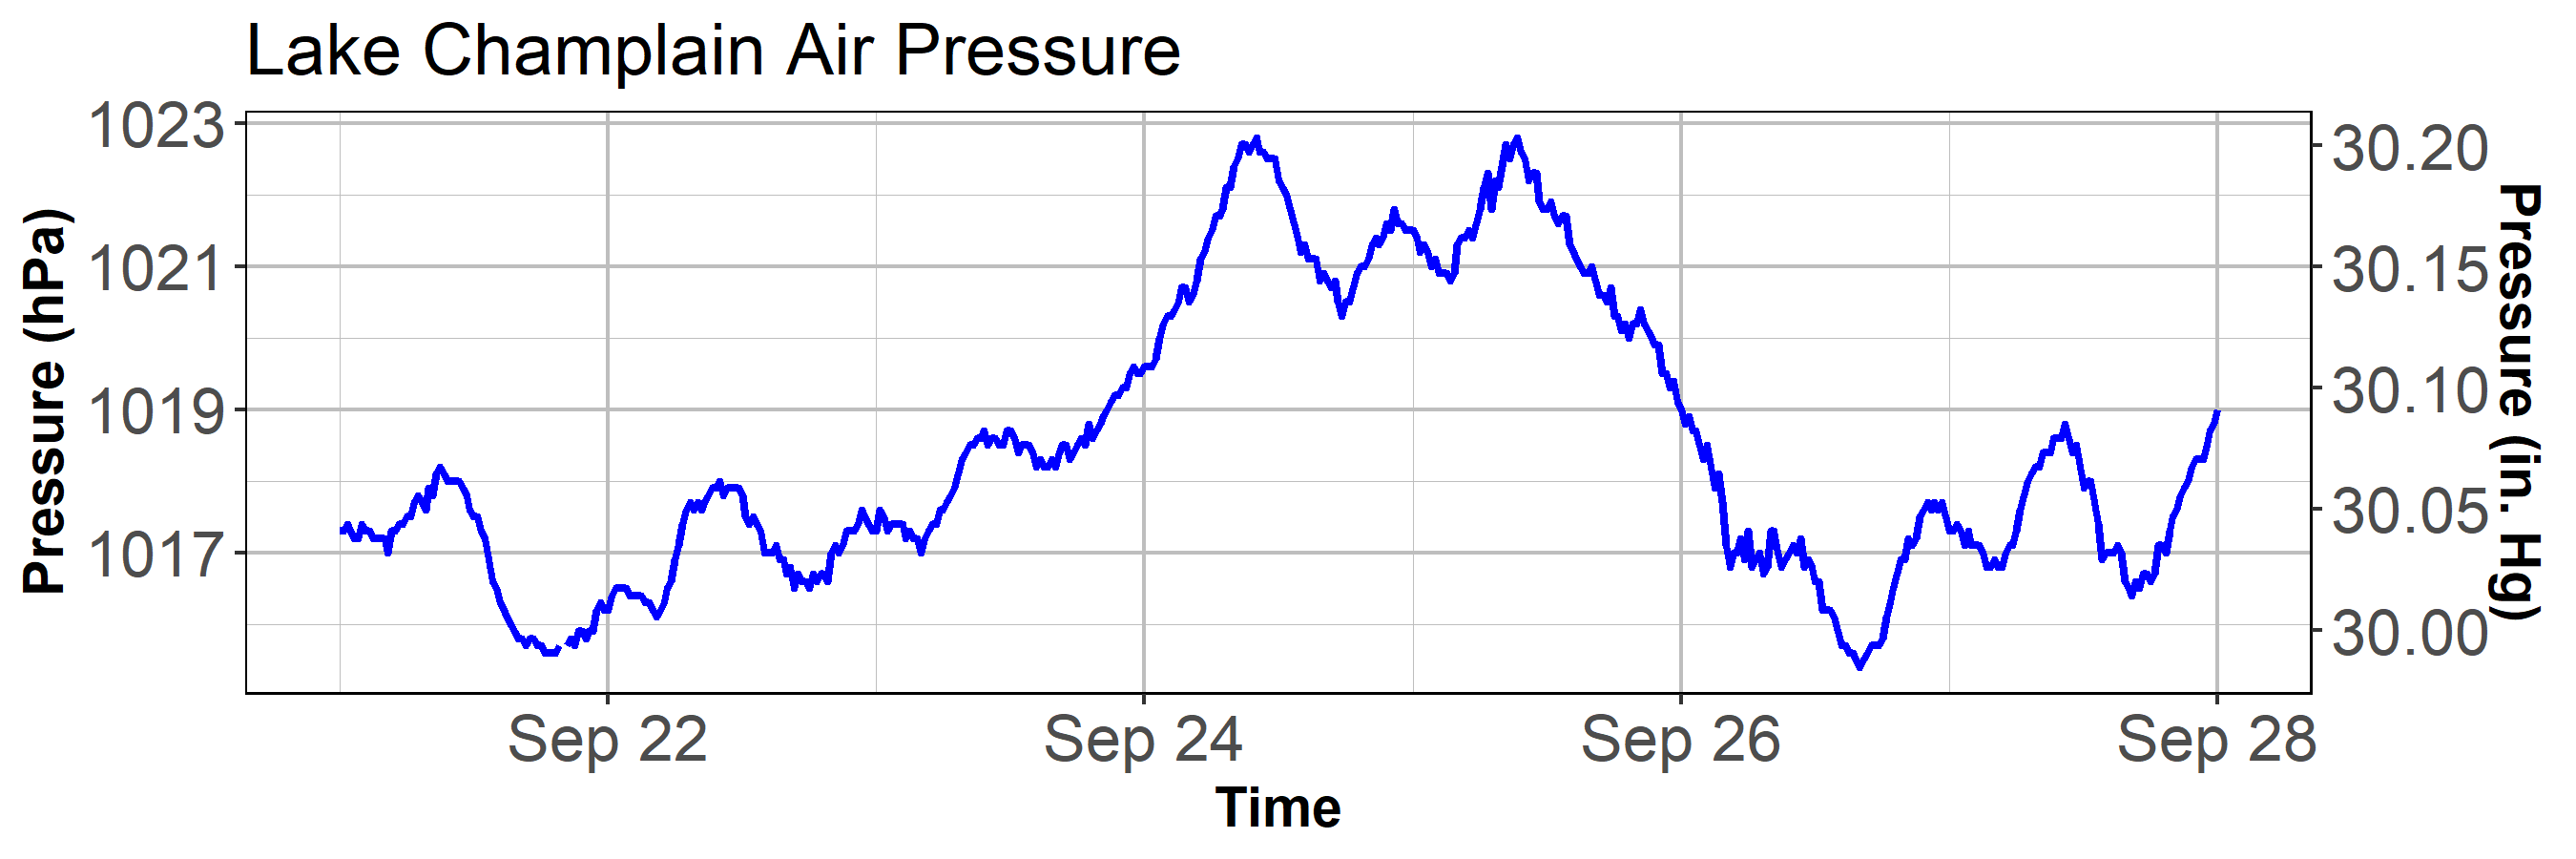 Lake Champlain Air Pressure
1023
1021
1019
1017
Pressure (hPa)
30.20
30.15
30.10
30.05
30.00
Pressure (in. Hg)
Sep 22
Sep 24
Sep 26
Sep 28
Time